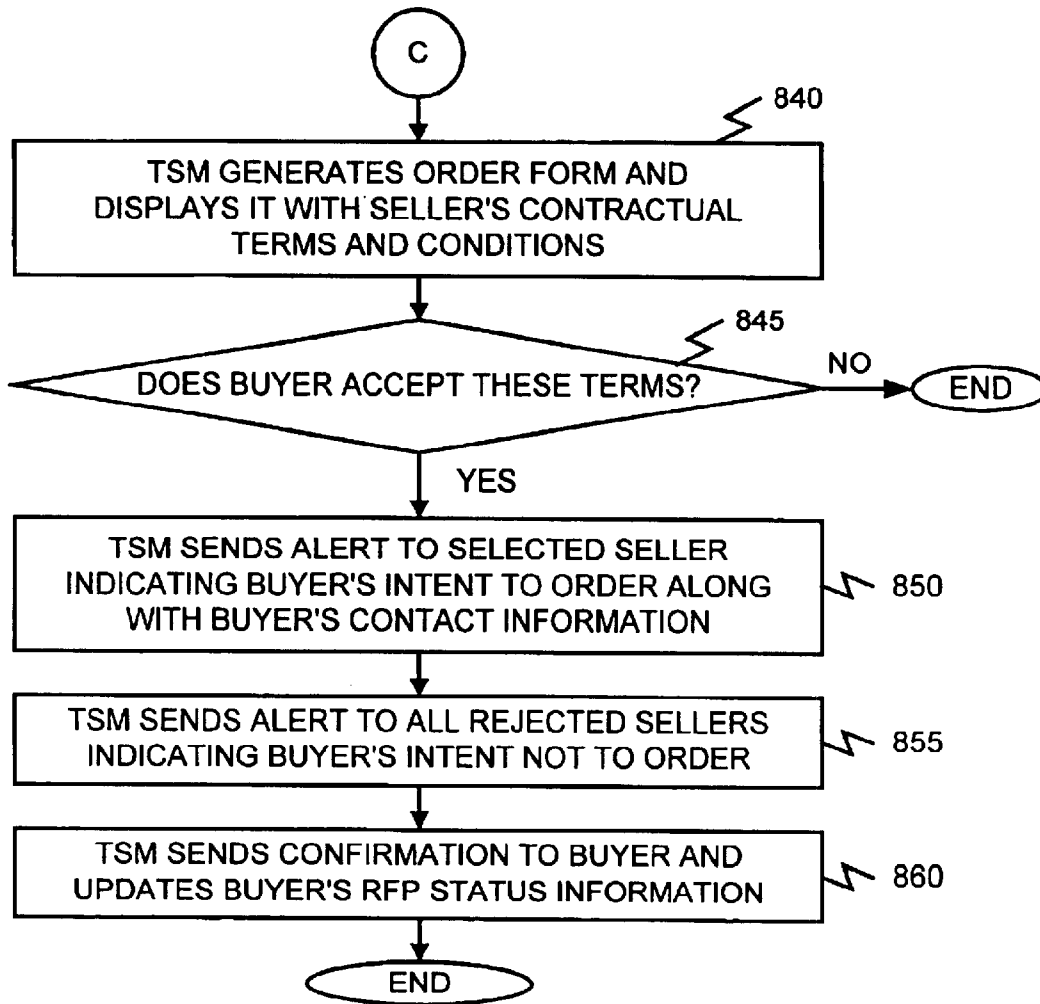 C
840
TSM GENERATES ORDER FORM AND
DISPLAYS IT WITH SELLER'S CONTRACTUAL
TERMS AND CONDITIONS
845
DOES BUYER ACCEPT THESE TERMS?
NO
END
YES
TSM SENDS ALERT TO SELECTED SELLER
INDICATING BUYER'S INTENT TO ORDER ALONG
WITH BUYER'S CONTACT INFORMATION
850
TSM SENDS ALERT TO ALL REJECTED SELLERS
INDICATING BUYER'S INTENT NOT TO ORDER
855
TSM SENDS CONFIRMATION TO BUYER AND
UPDATES BUYER'S RFP STATUS INFORMATION
860
END